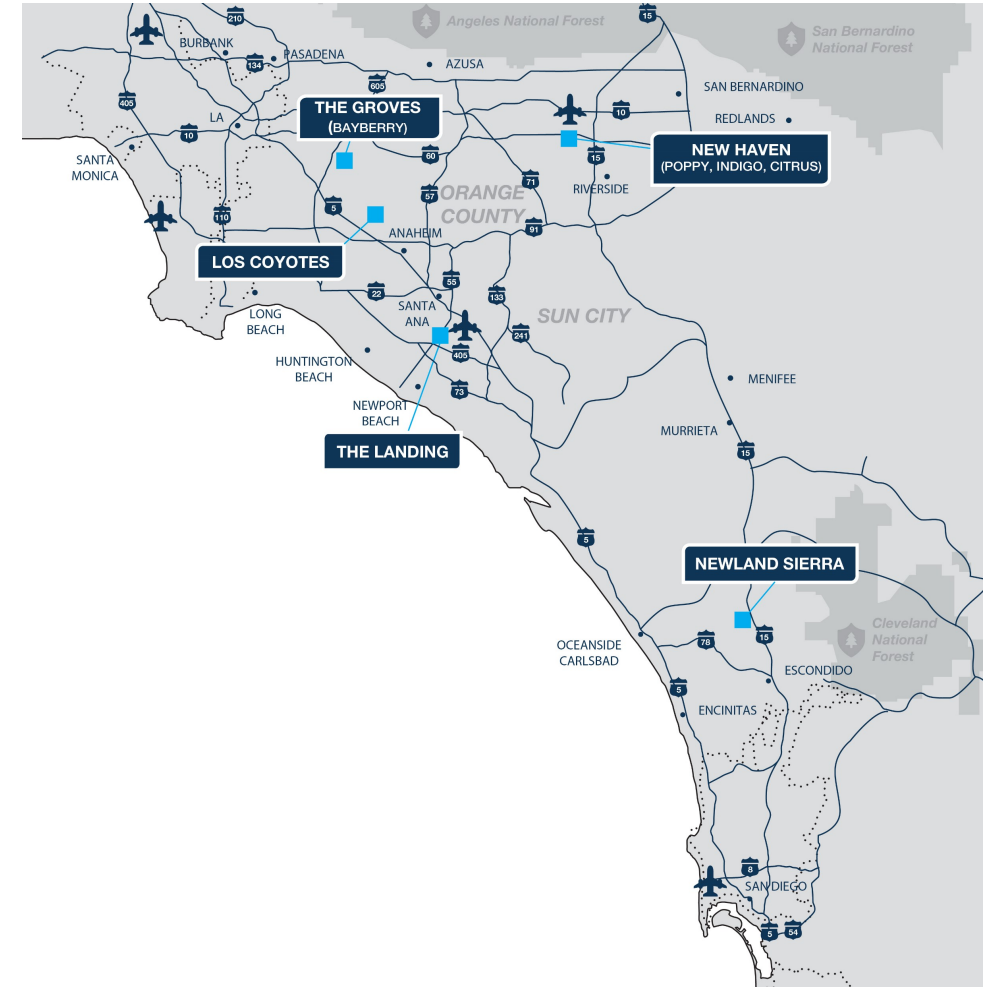 210
15
Angeles National Forest
San Bernardino
National Forest
BURBANK
PASADENA
134
AZUSA
605
405
SAN BERNARDINO
THE GROVES
(BAYBERRY)
10
LA
10
REDLANDS
NEW HAVEN
(POPPY, INDIGO, CITRUS)
SANTA
MONICA
60
15
71
RIVERSIDE
57
ORANGE
COUNTY
5
110
91
ANAHEIM
LOS COYOTES
55
22
133
SANTA
ANA
LONG
BEACH
SUN CITY
241
405
HUNTINGTON
BEACH
73
MENIFEE
NEWPORT
BEACH
MURRIETA
THE LANDING
15
5
NEWLAND SIERRA
Cleveland
National
Forest
OCEANSIDE
CARLSBAD
78
15
ESCONDIDO
5
ENCINITAS
8
SAN DIEGO
5
54